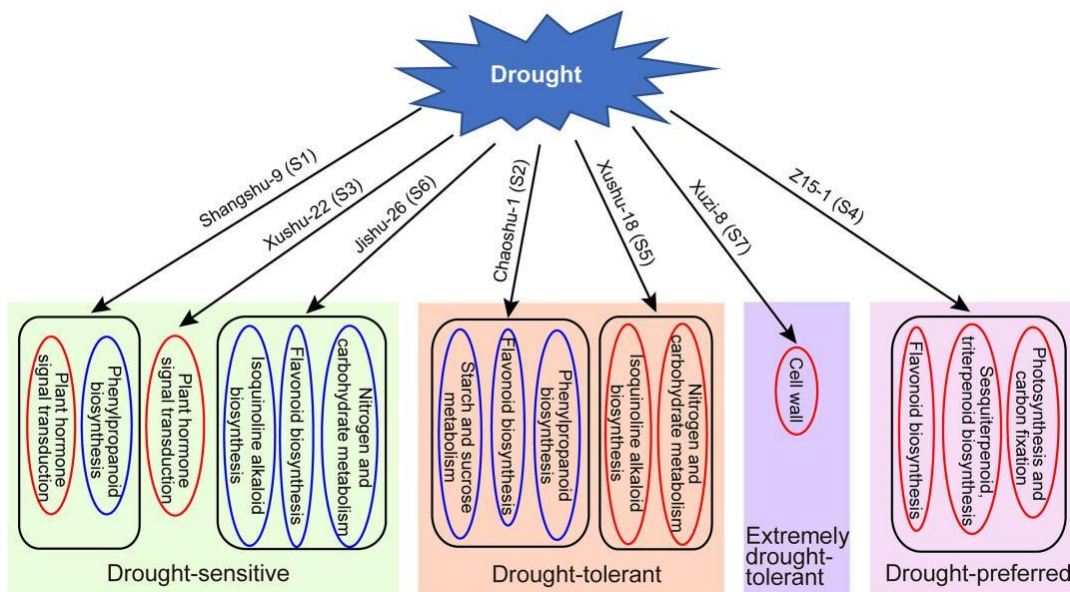 Drought
Shangshu-9 (S1)
Xushu-22 (S3)
Jishu-26 (S6)
Chaoshu-1 (S2)
Xushu-18 (S5)
Xuzi-8 (S7)
Z15-1 (S4)
Plant hormone
signal transduction
Phenylpropanoid
biosynthesis
Plant hormone
signal transduction
Isoquinoline alkaloid
biosynthesis
Flavonoid biosynthesis
Nitrogen and
carbohydrate metabolism
Starch and sucrose
metabolism
Flavonoid biosynthesis
Phenylpropanoid
biosynthesis
Isoquinoline alkaloid
biosynthesis
Nitrogen and
carbohydrate metabolism
Cell wall
Flavonoid biosynthesis
Sesquiterpenoid,
triterpenoid biosynthesis
Photosynthesis and
carbon fixation
Drought-sensitive
Drought-tolerant
Extremely
drought-
tolerant
Drought-preferred